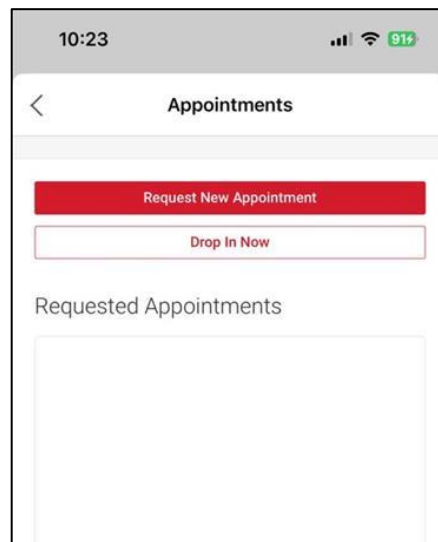 10:23
91
Appointments
Request New Appointment
Drop In Now
Requested Appointments